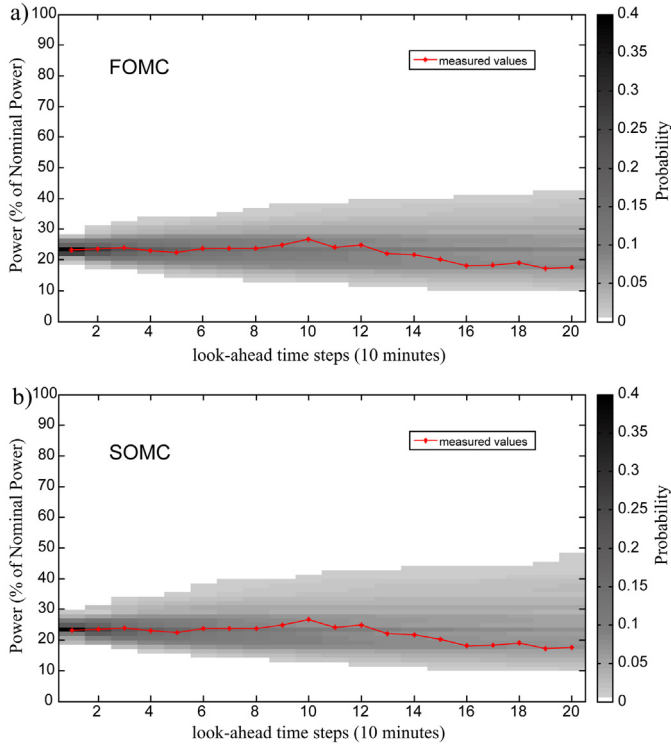 a)
FOMC
measured values
Power (% of Nominal Power)
100
90
80
70
60
50
40
30
20
10
0
2 4 6 8 10 12 14 16 18 20
look-ahead time steps (10 minutes)
0.4
0.35
0.3
0.25
0.2
0.15
0.1
0.05
0
Probability
b)
SOMC
measured values
Power (% of Nominal Power)
100
90
80
70
60
50
40
30
20
10
0
2 4 6 8 10 12 14 16 18 20
look-ahead time steps (10 minutes)
0.4
0.35
0.3
0.25
0.2
0.15
0.1
0.05
0
Probability